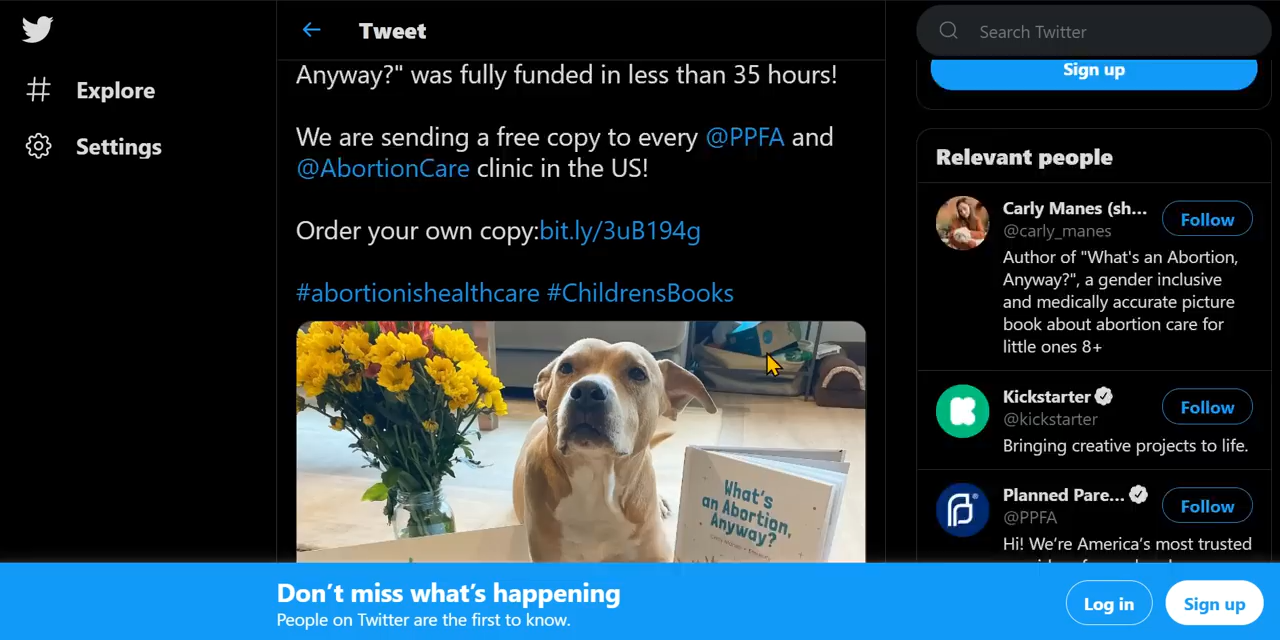 Tweet
Search Twitter
Explore
Settings
Anyway?" was fully funded in less than 35 hours!
We are sending a free copy to every @PPFA and
@AbortionCare clinic in the US!
Order your own copy:bit.ly/3uB194g
#abortionishealthcare #ChildrensBooks
What's
an Abortion,
Anyway?
Sign up
Relevant people
Carly Manes (sh...
@carly_manes
Follow
Author of "What's an Abortion,
Anyway?", a gender inclusive
and medically accurate picture
book about abortion care for
little ones 8+
Kickstarter
@kickstarter
Follow
Bringing creative projects to life.
Planned Pare...
@PPFA
Follow
Hi! We're America's most trusted
Don't miss what's happening
People on Twitter are the first to know.
Log in
Sign up